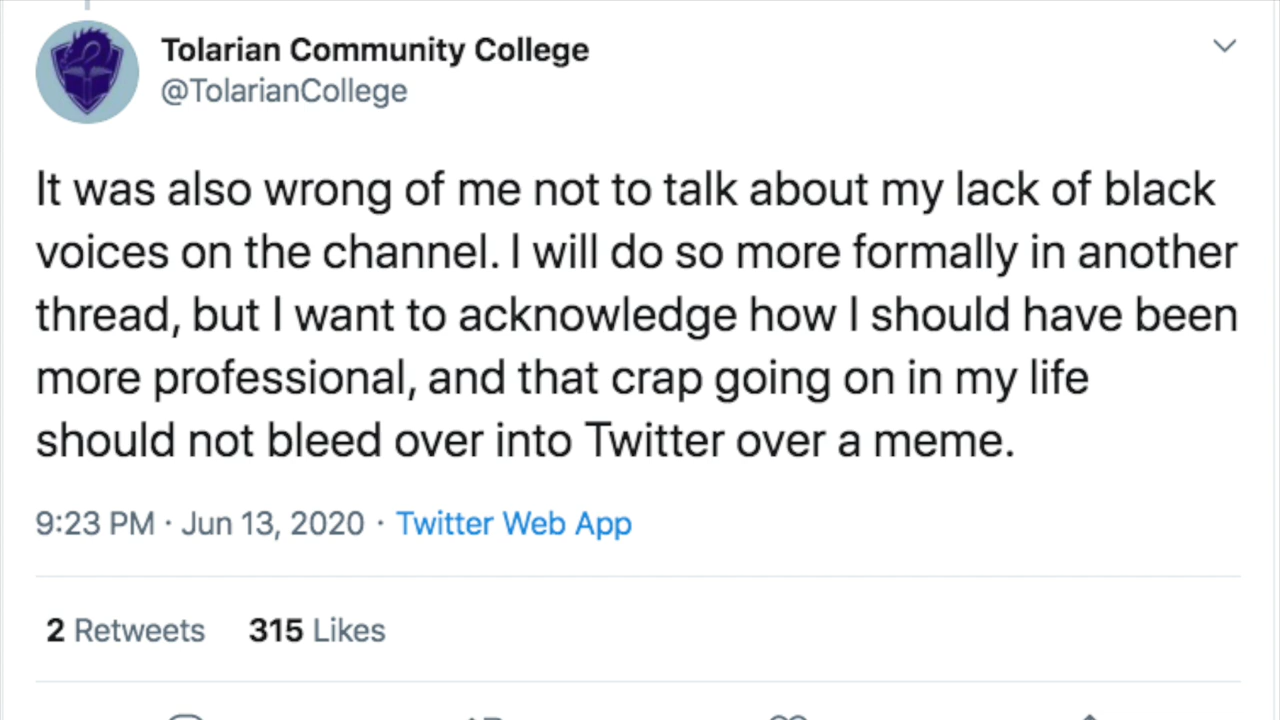 Tolarian Community College
@TolarianCollege
It was also wrong of me not to talk about my lack of black
voices on the channel. I will do so more formally in another
thread, but I want to acknowledge how I should have been
more professional, and that crap going on in my life
should not bleed over into Twitter over a meme.
9:23 PM · Jun 13, 2020 · Twitter Web App
2 Retweets 315 Likes